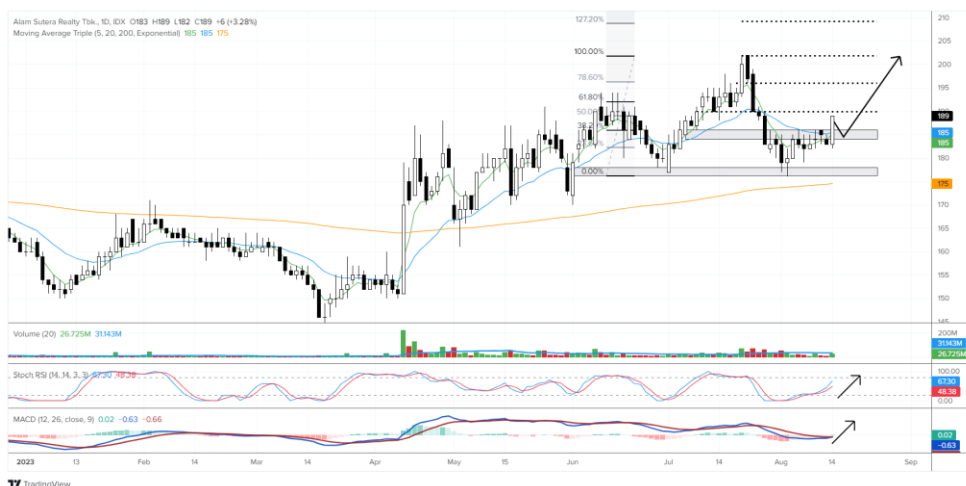 Alam Sutera Realty Tbk., 1D, IDX O183 H189 L182 C189 +6 (+3.28%)
Moving Average Triple (5, 20, 200, Exponential) 185 185 175
127.20%
100.00%
78.60%
61.80%
50.00%
0.00%
210
205
200
195
190
189
185
185
180
175
170
165
160
155
150
145
Volume (20) 26.725M 31.143M
200M
31.143M
26.725M
Stoch RSI (14, 14, 3, 3) 67.30 48.38
100.00
67.30
48.38
0.00
MACD (12, 26, close, 9) 0.02 −0.63 −0.66
0.02
−0.63
2023 13 Feb Mar Apr May 15 Jun Jul 14 Aug 14 Sep
TradingView